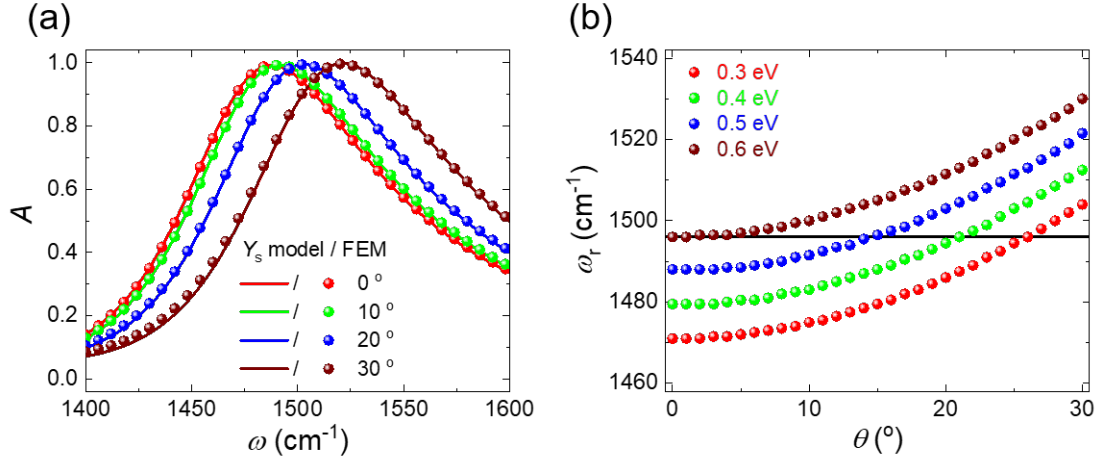 (a)
1.0
0.8
0.6
0.4
0.2
0.0
A
Yₛ model / FEM
/ 0 º
/ 10 º
/ 20 º
/ 30 º
1400 1450 1500 1550 1600
ω (cm⁻¹)
(b)
1540
1520
1500
1480
1460
ωᵣ (cm⁻¹)
0.3 eV
0.4 eV
0.5 eV
0.6 eV
0 10 20 30
θ (º)